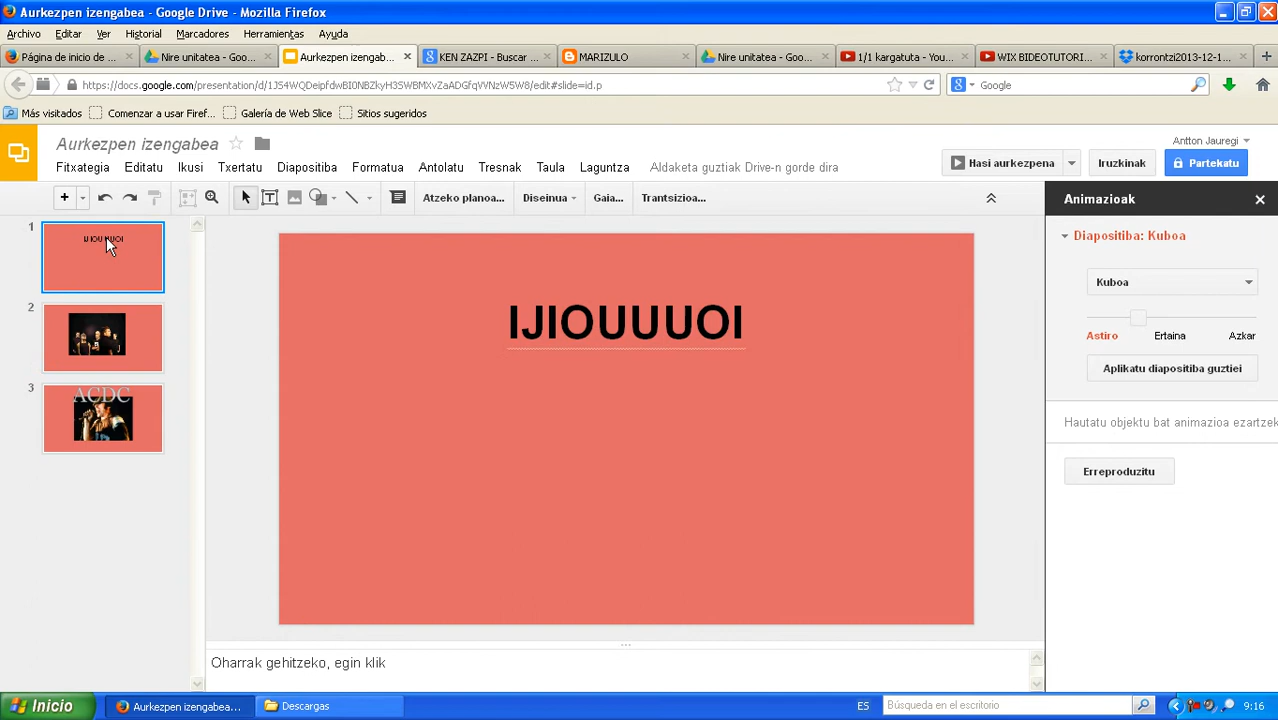 Aurkezpen izengabea - Google Drive - Mozilla Firefox
Archivo Editar Ver Historial Marcadores Herramientas Ayuda
Página de inicio de ... Nire unitatea - Goo... Aurkezpen izengab... KEN ZAZPI - Buscar ... MARIZULO Nire unitatea - Goo... 1/1 kargatuta - You... WIX BIDEOTUTORI... korrontzi2013-12-1...
https://docs.google.com/presentation/d/1JS4WQDeipfdwBI0NBZkyH3SWBMXvZaADGfqVWzW5W8/edit#slide=id.p Google
Más visitados Comenzar a usar Firef... Galería de Web Slice Sitios sugeridos
Aurkezpen izengabea
Antton Jauregi
Fitxategia Editatu Ikusi Txertatu Diapositiba Formatua Antolatu Tresnak Taula Laguntza Aldaketa guztiak Drive-n gorde dira
Hasi aurkezpena Iruzkinak Partekatu
Atzeko planoa... Diseinua Gaia... Trantsizioa...
Animazioak
1
IJIOUUUOI
2
3
ACDC
IJIOUUUOI
Diapositiba: Kuboa
Kuboa
Astiro Ertaina Azkar
Aplikatu diapositiba guztiei
Hautatu objektu bat animazioa ezartzek
Erreproduzitu
Oharrak gehitzeko, egin klik
Inicio Aurkezpen izengabea... Descargas ES Búsqueda en el escritorio 9:16